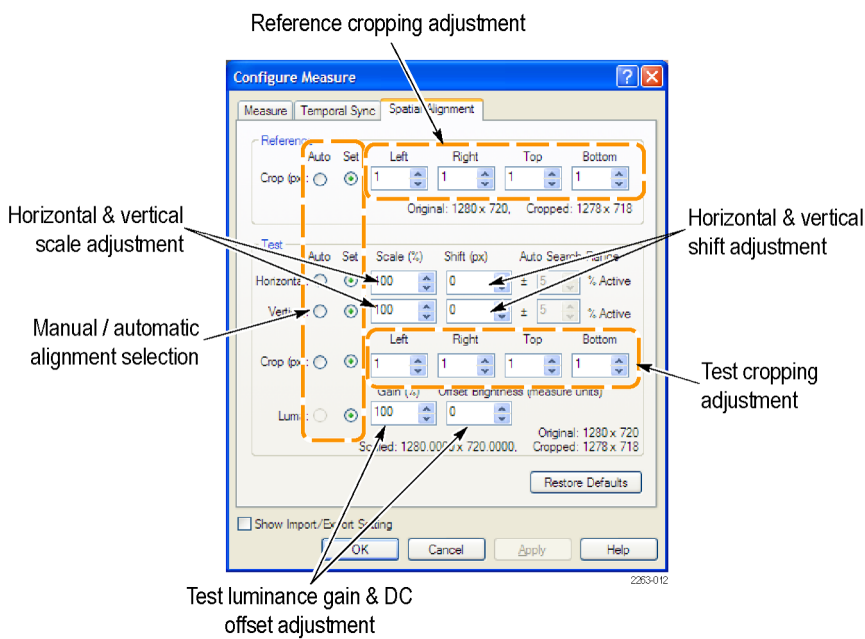 Reference cropping adjustment
Configure Measure
Measure Temporal Sync Spatial Alignment
Reference
Auto Set Left Right Top Bottom
Crop (px): 1 1 1 1
Original: 1280 x 720, Cropped: 1278 x 718
Horizontal & vertical
scale adjustment
Horizontal & vertical
shift adjustment
Test
Auto Set Scale (%) Shift (px) Auto Search Range
Horizontal: 100 0 ± 5 % Active
Verti 100 0 ± 5 % Active
Manual / automatic
alignment selection
Left Right Top Bottom
Crop (px): 1 1 1 1
Test cropping
adjustment
Gain (%) Offset Brightness (measure units)
Luma: 100 0
Original: 1280 x 720
Scaled: 1280.0000 x 720.0000, Cropped: 1278 x 718
Restore Defaults
Show Import/Export Setting
OK Cancel Apply Help
2263-012
Test luminance gain & DC
offset adjustment